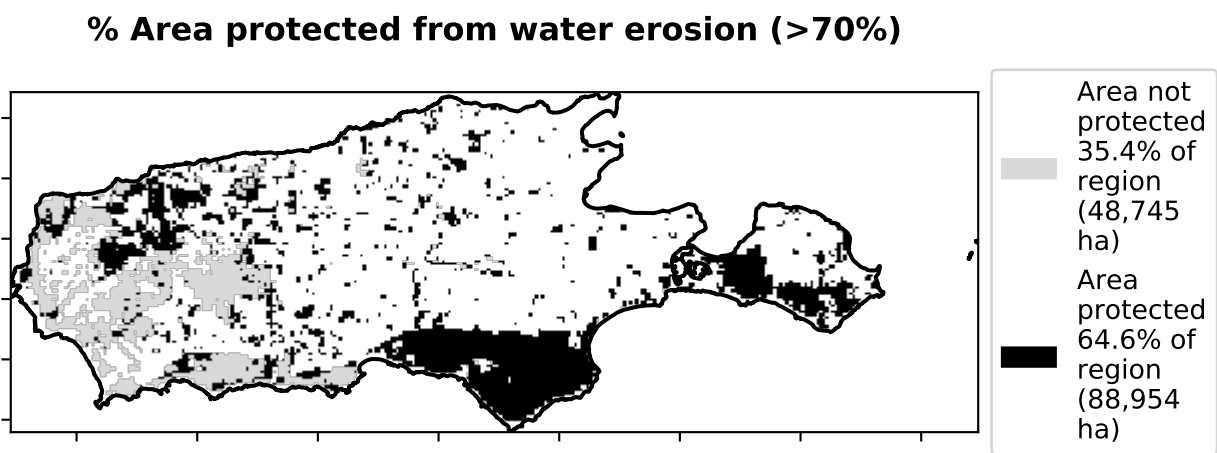 % Area protected from water erosion (>70%)
Area not
protected
35.4% of
region
(48,745
ha)
Area
protected
64.6% of
region
(88,954
ha)